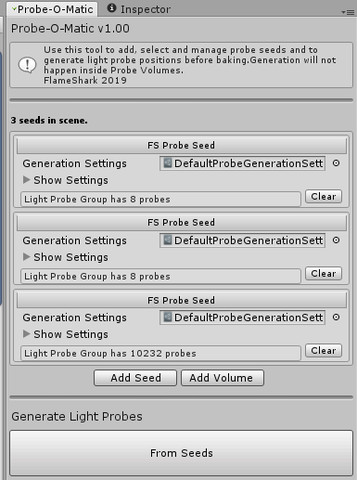 Probe-O-Matic
Inspector
Probe-O-Matic v1.00
Use this tool to add, select and manage probe seeds and to
generate light probe positions before baking.Generation will not
happen inside Probe Volumes.
FlameShark 2019
3 seeds in scene.
FS Probe Seed
Generation Settings DefaultProbeGenerationSett
Show Settings
Light Probe Group has 8 probes Clear
FS Probe Seed
Generation Settings DefaultProbeGenerationSett
Show Settings
Light Probe Group has 8 probes Clear
FS Probe Seed
Generation Settings DefaultProbeGenerationSett
Show Settings
Light Probe Group has 10232 probes Clear
Add Seed Add Volume
Generate Light Probes
From Seeds